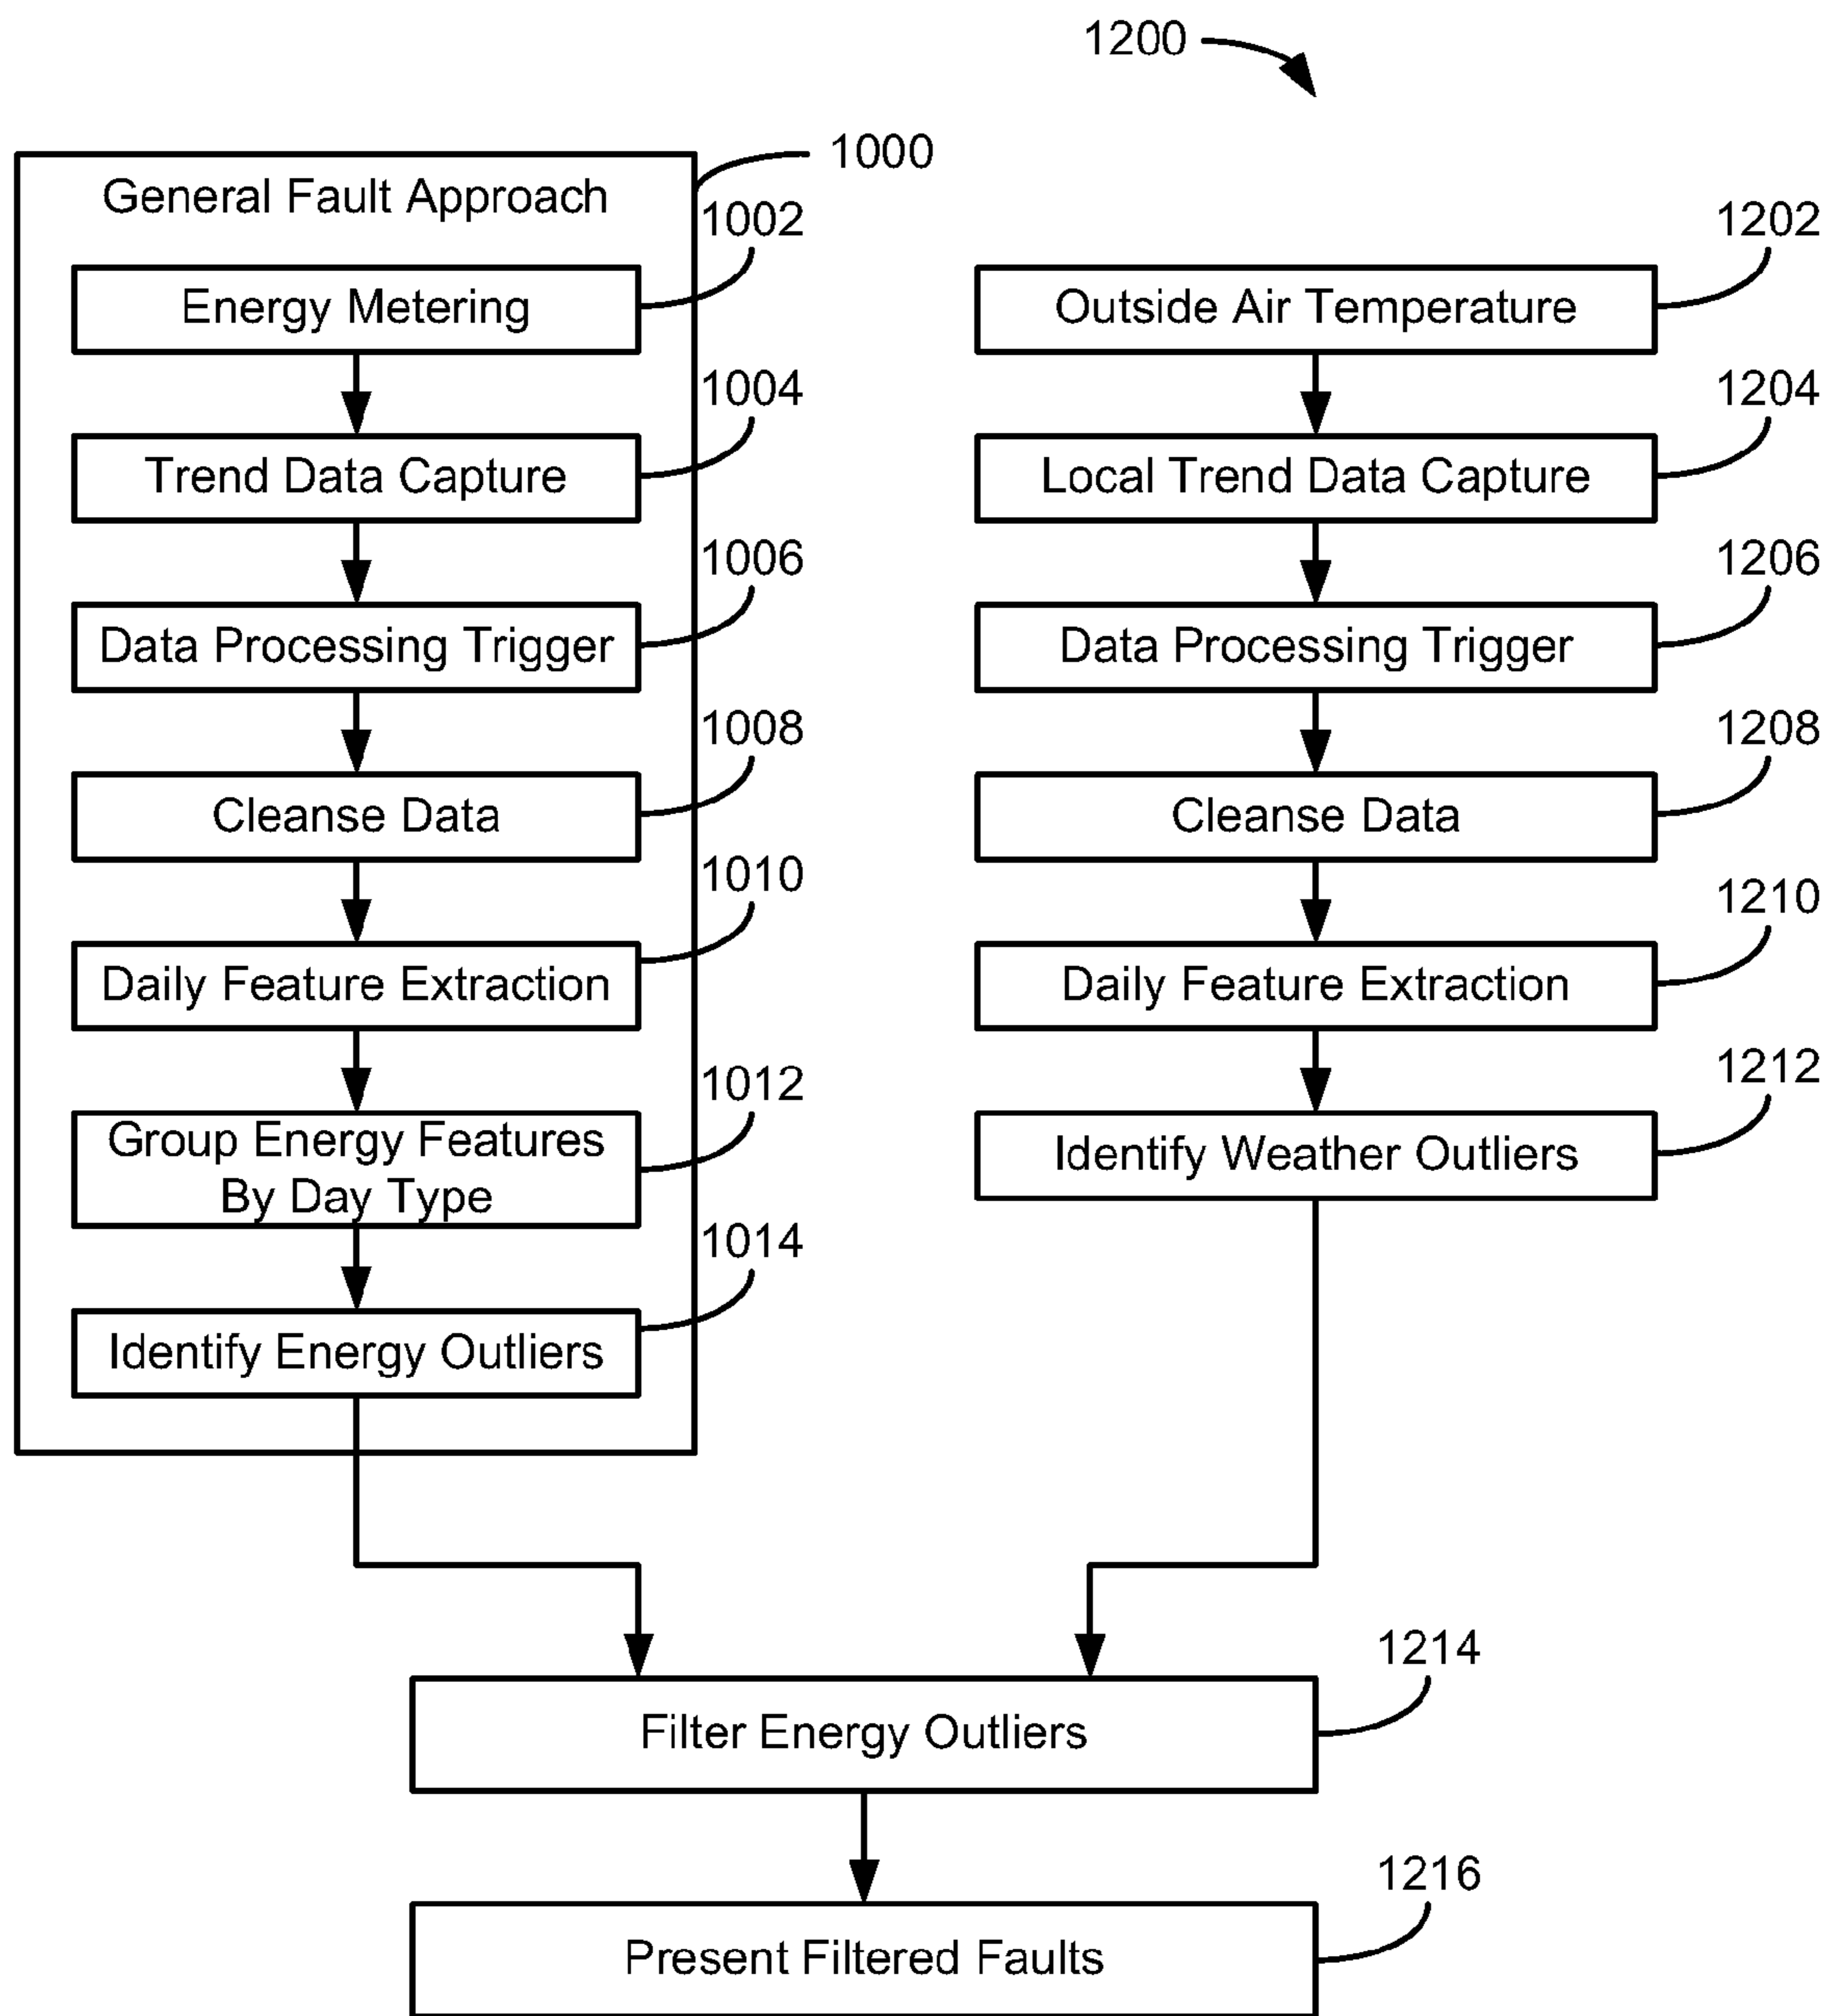 1200
1000
General Fault Approach
1002
Energy Metering
1004
Trend Data Capture
1006
Data Processing Trigger
1008
Cleanse Data
1010
Daily Feature Extraction
1012
Group Energy Features
By Day Type
1014
Identify Energy Outliers
1202
Outside Air Temperature
1204
Local Trend Data Capture
1206
Data Processing Trigger
1208
Cleanse Data
1210
Daily Feature Extraction
1212
Identify Weather Outliers
1214
Filter Energy Outliers
1216
Present Filtered Faults